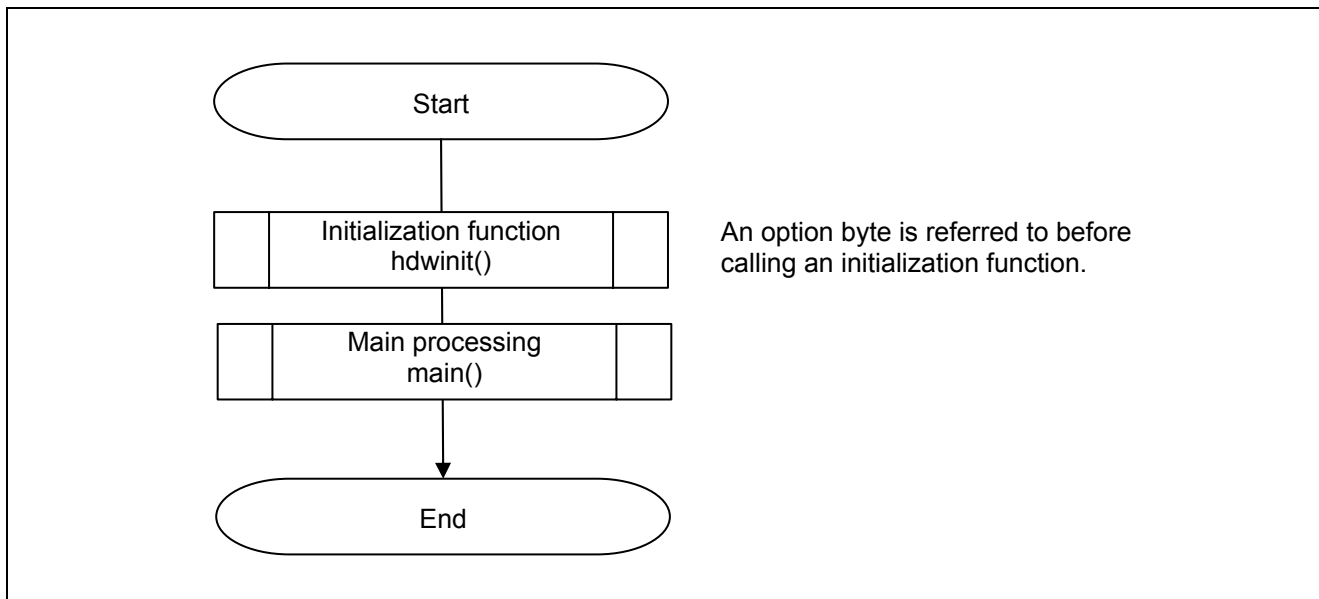 Start
Initialization function
hdwinit()
An option byte is referred to before
calling an initialization function.
Main processing
main()
End